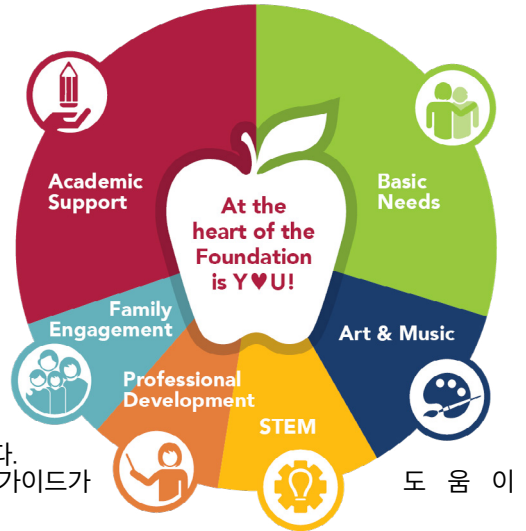 Academic
Support
Basic
Needs
At the
heart of the
Foundation
is Y♥U!
Family
Engagement
Art & Music
Professional
Development
STEM
다.
가이드가 도 움 이